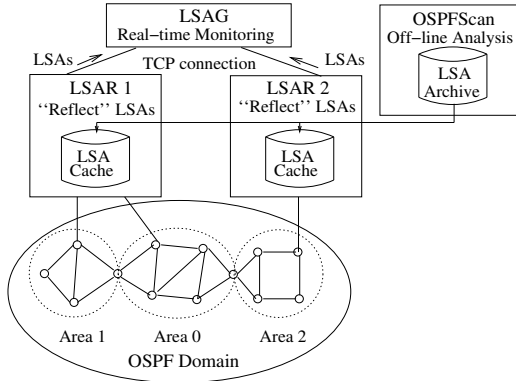 LSAG
Real-time Monitoring
OSPFScan
Off-line Analysis
LSA
Archive
LSAs
LSAs
TCP connection
LSAR 1
"Reflect" LSAs
LSA
Cache
LSAR 2
"Reflect" LSAs
LSA
Cache
Area 1
Area 0
Area 2
OSPF Domain